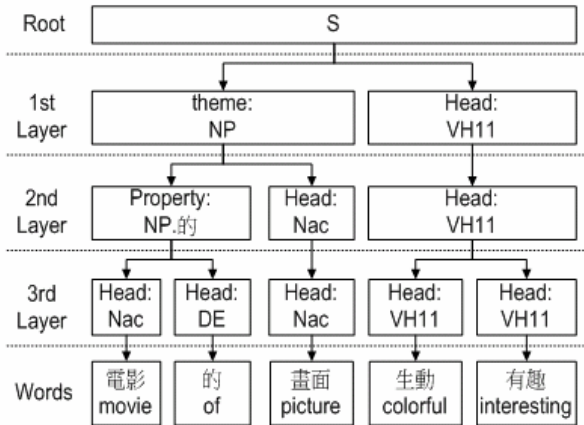 Root
S
1st
Layer
theme:
NP
Head:
VH11
2nd
Layer
Property:
NP.的
Head:
Nac
Head:
VH11
3rd
Layer
Head:
Nac
Head:
DE
Head:
Nac
Head:
VH11
Head:
VH11
Words
電影
movie
的
of
畫面
picture
生動
colorful
有趣
interesting